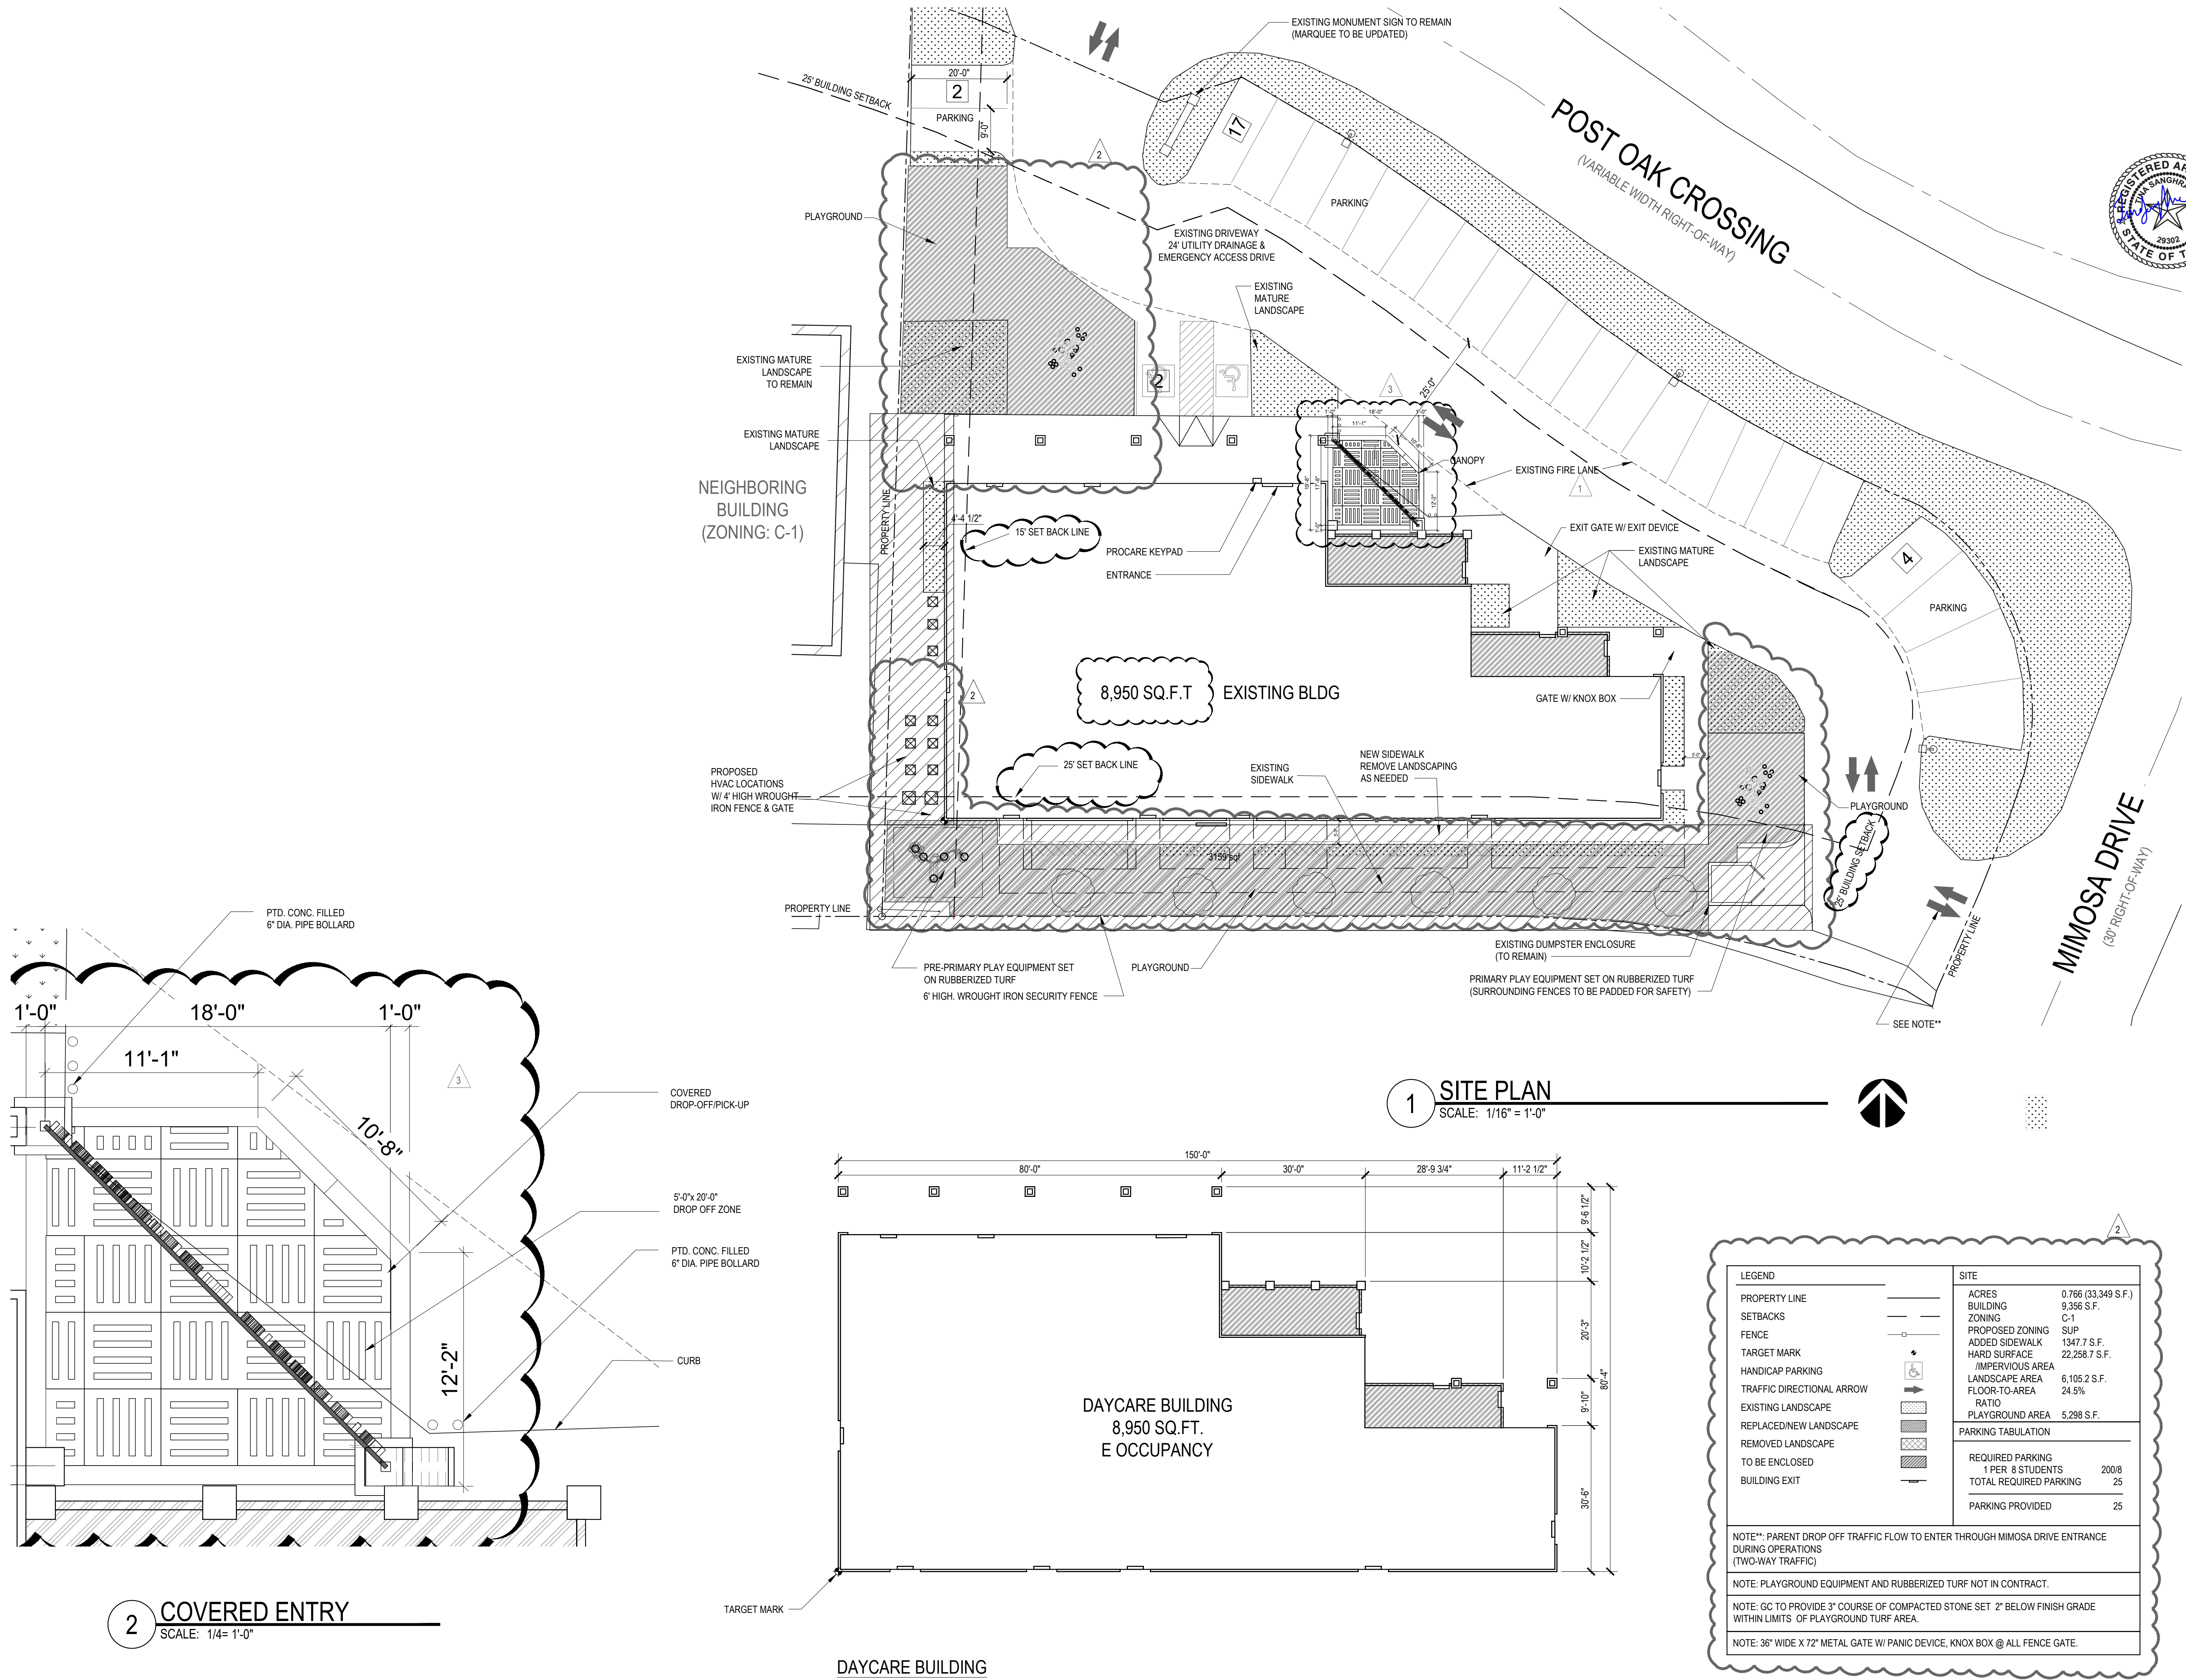 EXISTING MONUMENT SIGN TO REMAIN
(MARQUEE TO BE UPDATED)
25' BUILDING SETBACK
20'-0"
2
PARKING
9'-0"
2
17
PARKING
POST OAK CROSSING
(VARIABLE WIDTH RIGHT-OF-WAY)
29302
PLAYGROUND
EXISTING DRIVEWAY
24' UTILITY DRAINAGE &
EMERGENCY ACCESS DRIVE
EXISTING
MATURE
LANDSCAPE
EXISTING MATURE
LANDSCAPE
TO REMAIN
2
3
25'-0"
1'-0"
18'-0"
1'-0"
11'-1"
10'-8"
EXISTING MATURE
LANDSCAPE
CANOPY
EXISTING FIRE LANE
1
19'-8"
17'-8"
12'-2"
1'-0"
NEIGHBORING
BUILDING
(ZONING: C-1)
PROPERTY LINE
4'-4 1/2"
15' SET BACK LINE
PROCARE KEYPAD
ENTRANCE
EXIT GATE W/ EXIT DEVICE
EXISTING MATURE
LANDSCAPE
4
PARKING
2
8,950 SQ.F.T
EXISTING BLDG
GATE W/ KNOX BOX
PROPOSED
HVAC LOCATIONS
W/ 4' HIGH WROUGHT
IRON FENCE & GATE
25' SET BACK LINE
EXISTING
SIDEWALK
NEW SIDEWALK
REMOVE LANDSCAPING
AS NEEDED
5'-0"
PLAYGROUND
25' BUILDING SETBACK
MIMOSA DRIVE
(30' RIGHT-OF-WAY)
3159 sqf
PROPERTY LINE
PROPERTY LINE
PRE-PRIMARY PLAY EQUIPMENT SET
ON RUBBERIZED TURF
6' HIGH. WROUGHT IRON SECURITY FENCE
PLAYGROUND
EXISTING DUMPSTER ENCLOSURE
(TO REMAIN)
PRIMARY PLAY EQUIPMENT SET ON RUBBERIZED TURF
(SURROUNDING FENCES TO BE PADDED FOR SAFETY)
SEE NOTE**
1
SITE PLAN
SCALE: 1/16" = 1'-0"
PTD. CONC. FILLED
6" DIA. PIPE BOLLARD
1'-0"
18'-0"
1'-0"
11'-1"
3
10'-8"
COVERED
DROP-OFF/PICK-UP
5'-0"x 20'-0"
DROP OFF ZONE
PTD. CONC. FILLED
6" DIA. PIPE BOLLARD
12'-2"
CURB
2
COVERED ENTRY
SCALE: 1/4= 1'-0"
150'-0"
80'-0"
30'-0"
28'-9 3/4"
11'-2 1/2"
9'-6 1/2"
10'-2 1/2"
20'-3"
80'-4"
9'-10"
30'-6"
DAYCARE BUILDING
8,950 SQ.FT.
E OCCUPANCY
TARGET MARK
DAYCARE BUILDING
2
LEGEND
PROPERTY LINE
SETBACKS
FENCE
TARGET MARK
HANDICAP PARKING
TRAFFIC DIRECTIONAL ARROW
EXISTING LANDSCAPE
REPLACED/NEW LANDSCAPE
REMOVED LANDSCAPE
TO BE ENCLOSED
BUILDING EXIT
SITE
ACRES 0.766 (33,349 S.F.)
BUILDING 9,356 S.F.
ZONING C-1
PROPOSED ZONING SUP
ADDED SIDEWALK 1347.7 S.F.
HARD SURFACE 22,258.7 S.F.
/IMPERVIOUS AREA
LANDSCAPE AREA 6,105.2 S.F.
FLOOR-TO-AREA 24.5%
RATIO
PLAYGROUND AREA 5,298 S.F.
PARKING TABULATION
REQUIRED PARKING
1 PER 8 STUDENTS 200/8
TOTAL REQUIRED PARKING 25
PARKING PROVIDED 25
NOTE**: PARENT DROP OFF TRAFFIC FLOW TO ENTER THROUGH MIMOSA DRIVE ENTRANCE
DURING OPERATIONS
(TWO-WAY TRAFFIC)
NOTE: PLAYGROUND EQUIPMENT AND RUBBERIZED TURF NOT IN CONTRACT.
NOTE: GC TO PROVIDE 3" COURSE OF COMPACTED STONE SET 2" BELOW FINISH GRADE
WITHIN LIMITS OF PLAYGROUND TURF AREA.
NOTE: 36" WIDE X 72" METAL GATE W/ PANIC DEVICE, KNOX BOX @ ALL FENCE GATE.